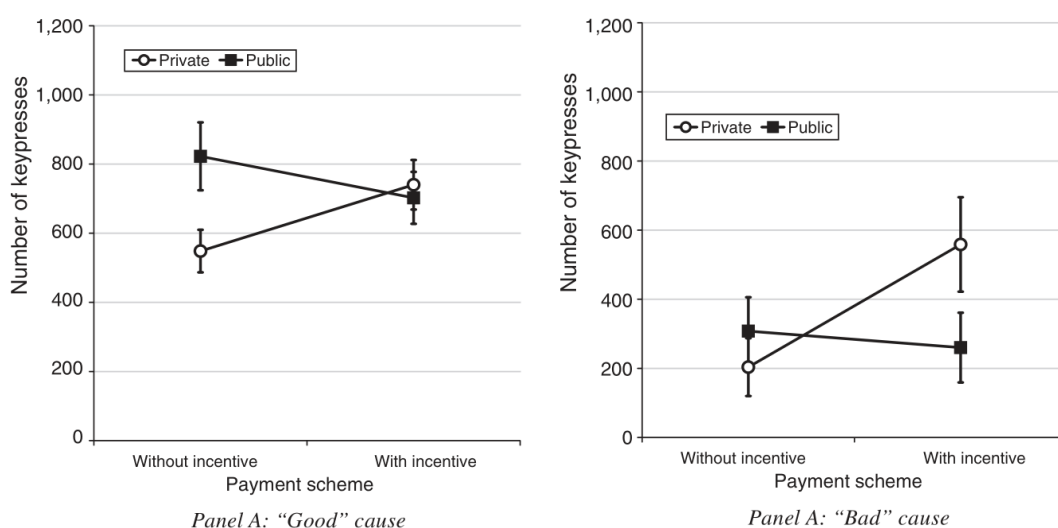 1,200
1,000
800
600
400
200
0
Number of keypresses
Private Public
Without incentive With incentive
Payment scheme
Panel A: “Good” cause
1,200
1,000
800
600
400
200
0
Number of keypresses
Private Public
Without incentive With incentive
Payment scheme
Panel A: “Bad” cause